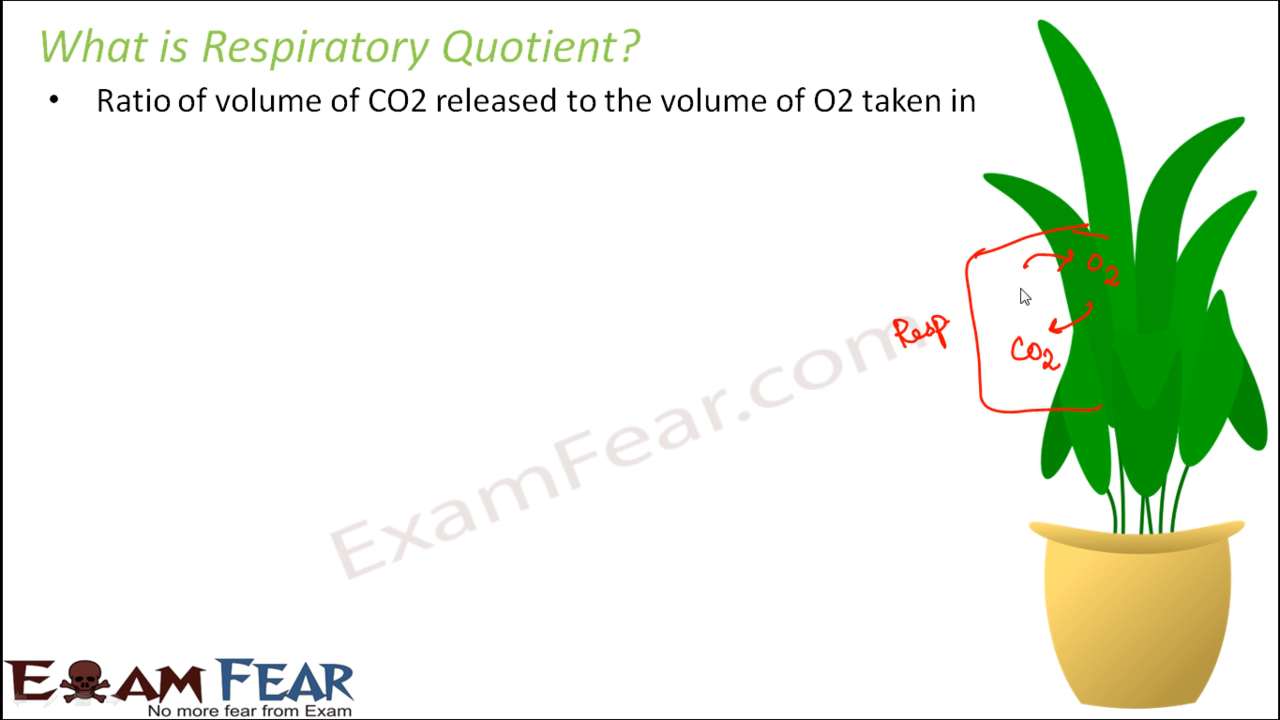 What is Respiratory Quotient?
• Ratio of volume of CO2 released to the volume of O2 taken in
O2
Resp
CO2
ExamFear.com
EXAM FEAR
No more fear from Exam